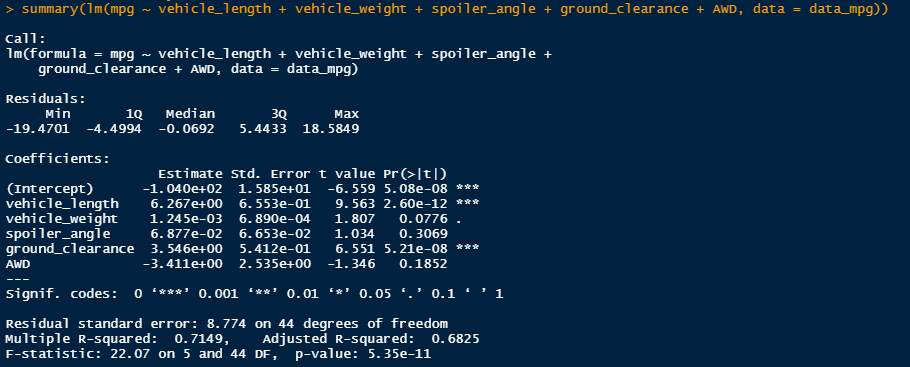 > summary(lm(mpg ~ vehicle_length + vehicle_weight + spoiler_angle + ground_clearance + AWD, data = data_mpg))
Call:
lm(formula = mpg ~ vehicle_length + vehicle_weight + spoiler_angle +
    ground_clearance + AWD, data = data_mpg)
Residuals:
     Min       1Q   Median       3Q      Max
-19.4701  -4.4994  -0.0692   5.4433  18.5849
Coefficients:
                   Estimate Std. Error t value Pr(>|t|)
(Intercept)      -1.040e+02  1.585e+01  -6.559 5.08e-08 ***
vehicle_length    6.267e+00  6.553e-01   9.563 2.60e-12 ***
vehicle_weight    1.245e-03  6.890e-04   1.807   0.0776 .
spoiler_angle     6.877e-02  6.653e-02   1.034   0.3069
ground_clearance  3.546e+00  5.412e-01   6.551 5.21e-08 ***
AWD              -3.411e+00  2.535e+00  -1.346   0.1852
---
Signif. codes:  0 ‘***’ 0.001 ‘**’ 0.01 ‘*’ 0.05 ‘.’ 0.1 ‘ ’ 1
Residual standard error: 8.774 on 44 degrees of freedom
Multiple R-squared:  0.7149,    Adjusted R-squared:  0.6825
F-statistic: 22.07 on 5 and 44 DF,  p-value: 5.35e-11